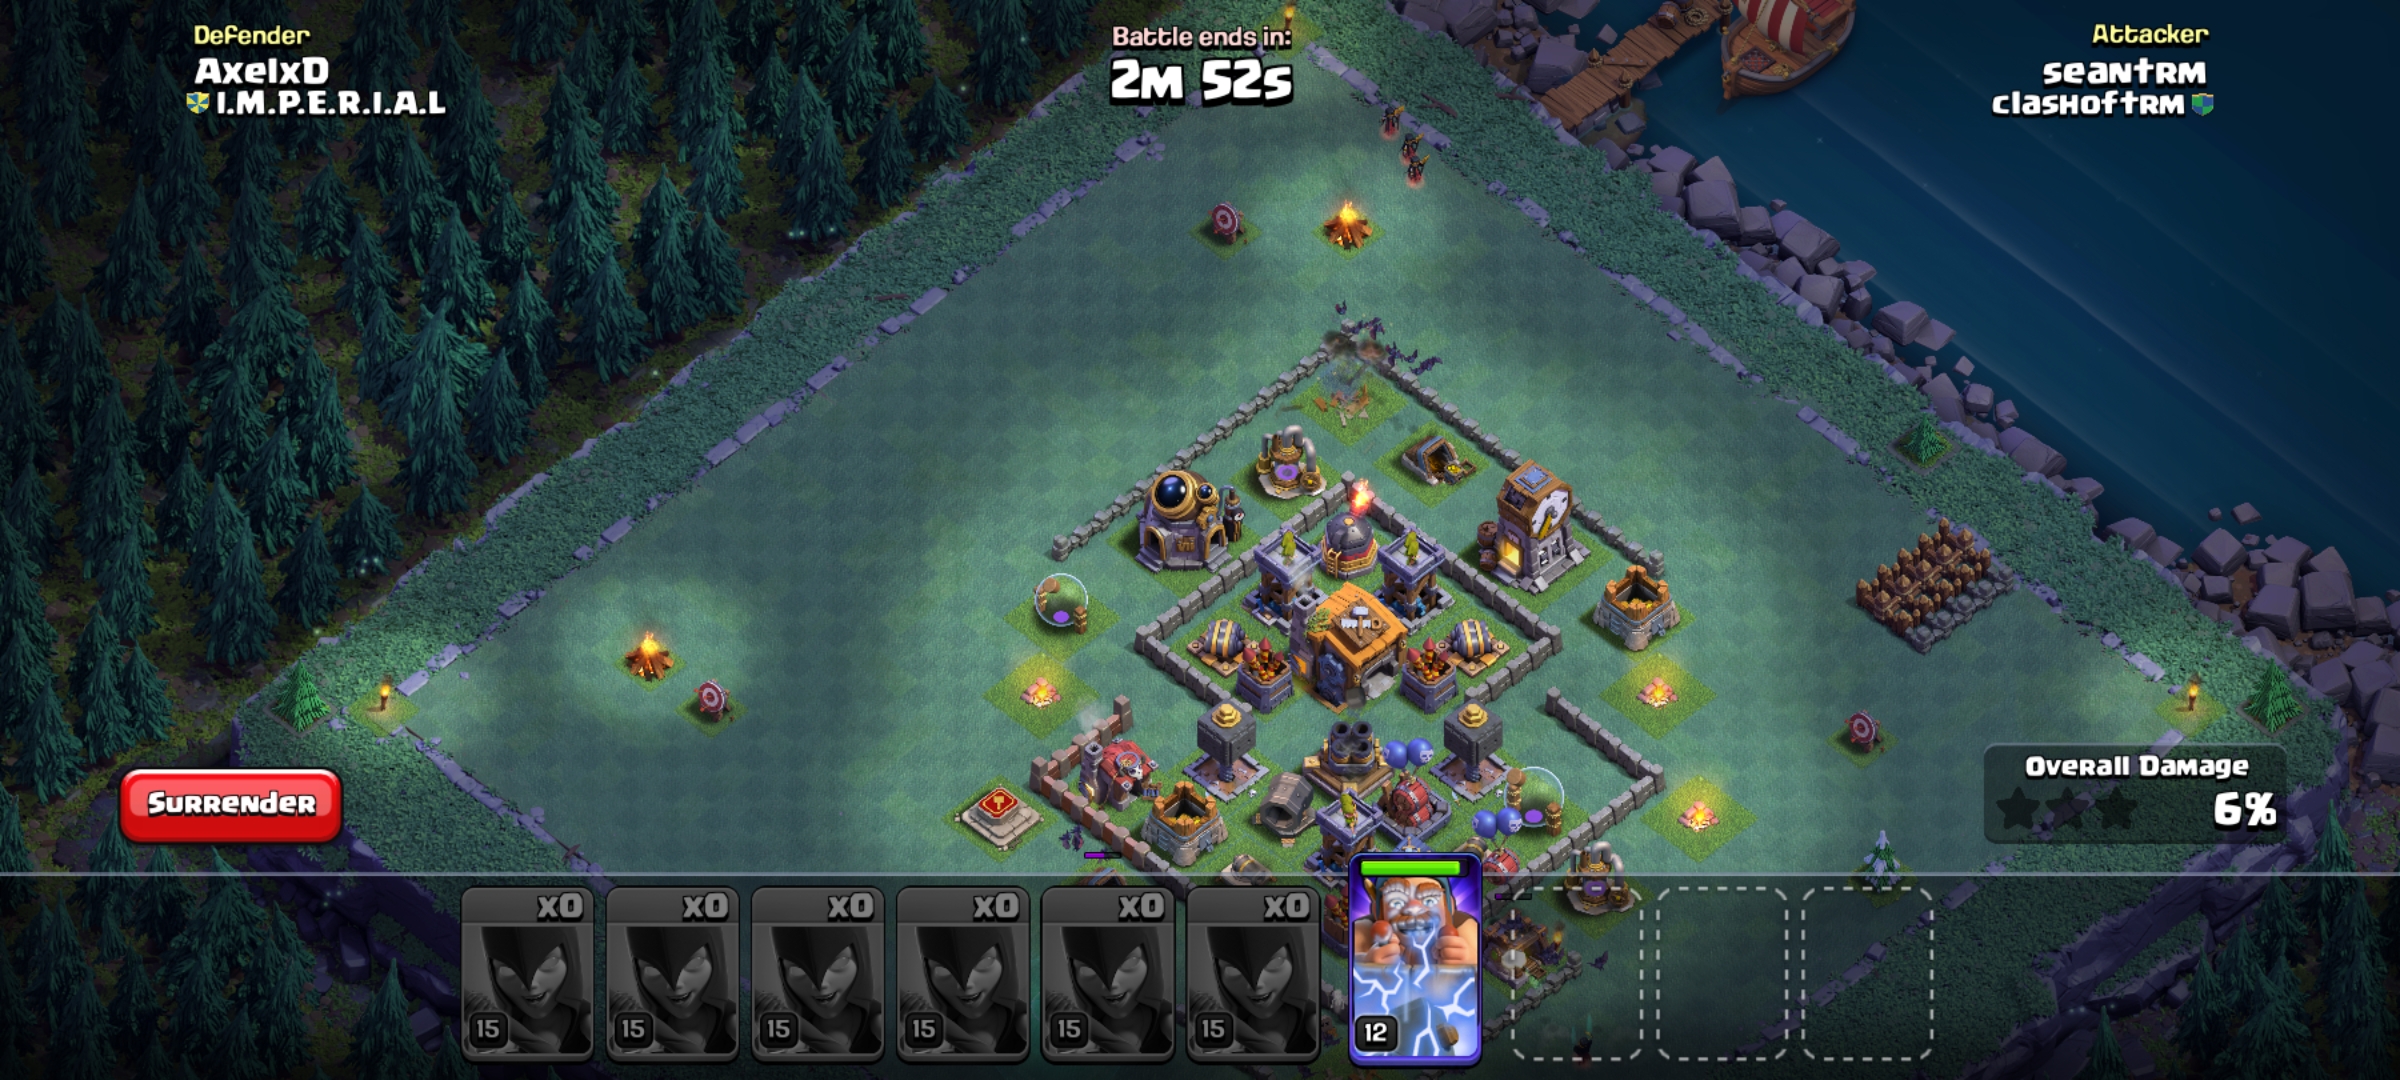 Defender
AxelxD
I.M.P.E.R.I.A.L
Battle ends in:
2M 52s
Attacker
seantRM
clashoftRM
Surrender
Overall Damage
6%
x0
x0
x0
x0
x0
x0
15
15
15
15
15
15
12